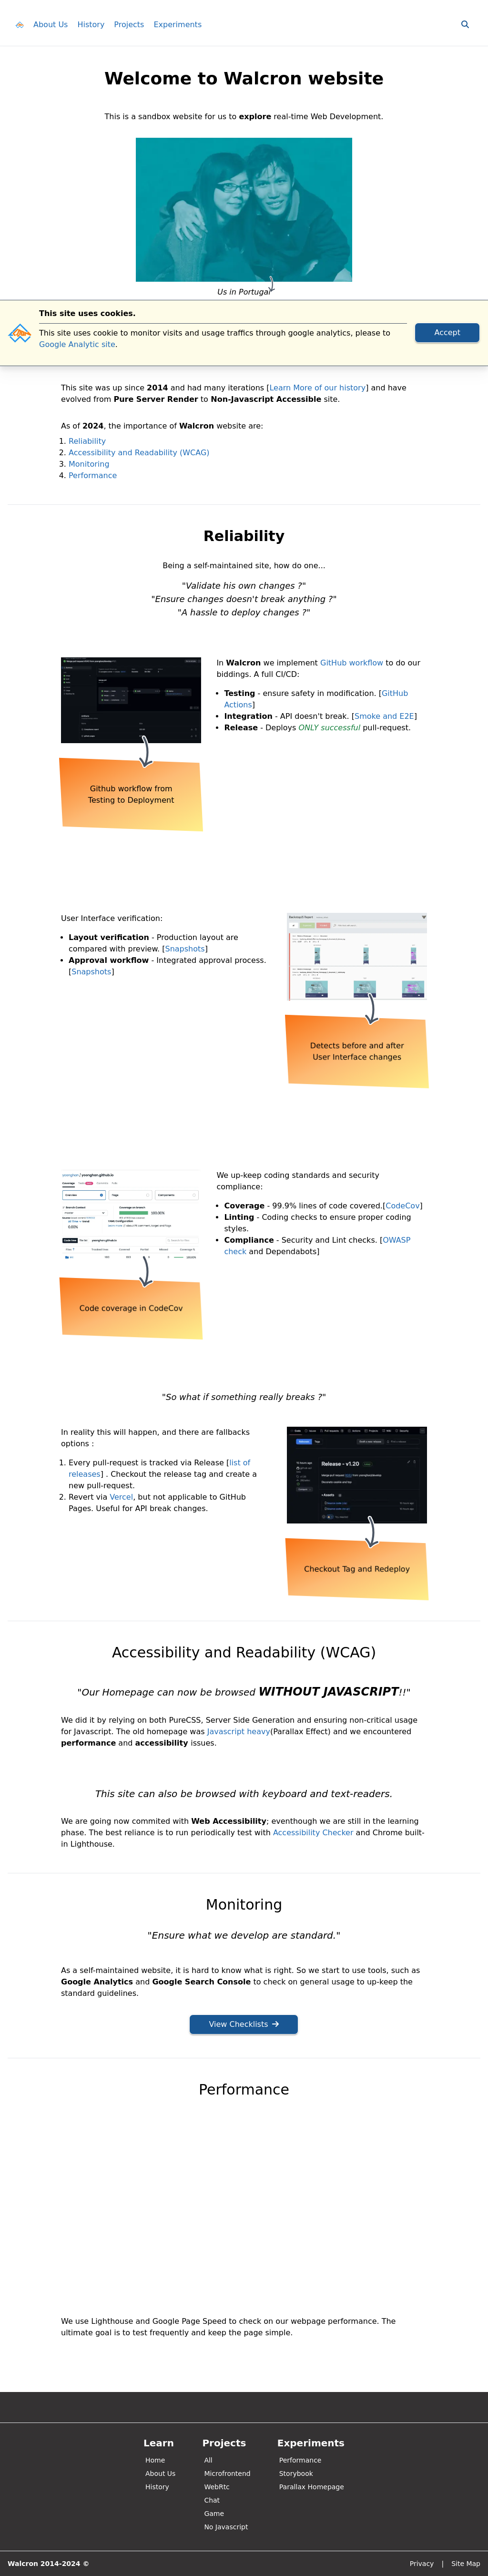 About Us History Projects Experiments
Welcome to Walcron website
This is a sandbox website for us to explore real-time Web Development.
Us in Portugal
This site uses cookies.
This site uses cookie to monitor visits and usage traffics through google analytics, please to
Google Analytic site.
Accept
This site was up since 2014 and had many iterations [Learn More of our history] and have
evolved from Pure Server Render to Non-Javascript Accessible site.
As of 2024, the importance of Walcron website are:
1. Reliability
2. Accessibility and Readability (WCAG)
3. Monitoring
4. Performance
Reliability
Being a self-maintained site, how do one...
"Validate his own changes ?"
"Ensure changes doesn't break anything ?"
"A hassle to deploy changes ?"
In Walcron we implement GitHub workflow to do our
biddings. A full CI/CD:
• Testing - ensure safety in modification. [GitHub
Actions]
• Integration - API doesn't break. [Smoke and E2E]
• Release - Deploys ONLY successful pull-request.
Github workflow from
Testing to Deployment
User Interface verification:
• Layout verification - Production layout are
compared with preview. [Snapshots]
• Approval workflow - Integrated approval process.
[Snapshots]
Detects before and after
User Interface changes
We up-keep coding standards and security
compliance:
• Coverage - 99.9% lines of code covered.[CodeCov]
• Linting - Coding checks to ensure proper coding
styles.
• Compliance - Security and Lint checks. [OWASP
check and Dependabots]
Code coverage in CodeCov
"So what if something really breaks ?"
In reality this will happen, and there are fallbacks
options :
1. Every pull-request is tracked via Release [list of
releases] . Checkout the release tag and create a
new pull-request.
2. Revert via Vercel, but not applicable to GitHub
Pages. Useful for API break changes.
Release - v1.20
Checkout Tag and Redeploy
Accessibility and Readability (WCAG)
"Our Homepage can now be browsed WITHOUT JAVASCRIPT!!"
We did it by relying on both PureCSS, Server Side Generation and ensuring non-critical usage
for Javascript. The old homepage was Javascript heavy(Parallax Effect) and we encountered
performance and accessibility issues.
This site can also be browsed with keyboard and text-readers.
We are going now commited with Web Accessibility; eventhough we are still in the learning
phase. The best reliance is to run periodically test with Accessibility Checker and Chrome built-
in Lighthouse.
Monitoring
"Ensure what we develop are standard."
As a self-maintained website, it is hard to know what is right. So we start to use tools, such as
Google Analytics and Google Search Console to check on general usage to up-keep the
standard guidelines.
View Checklists
Performance
We use Lighthouse and Google Page Speed to check on our webpage performance. The
ultimate goal is to test frequently and keep the page simple.
Learn Projects Experiments
Home All Performance
About Us Microfrontend Storybook
History WebRtc Parallax Homepage
Chat
Game
No Javascript
Walcron 2014-2024 © Privacy | Site Map